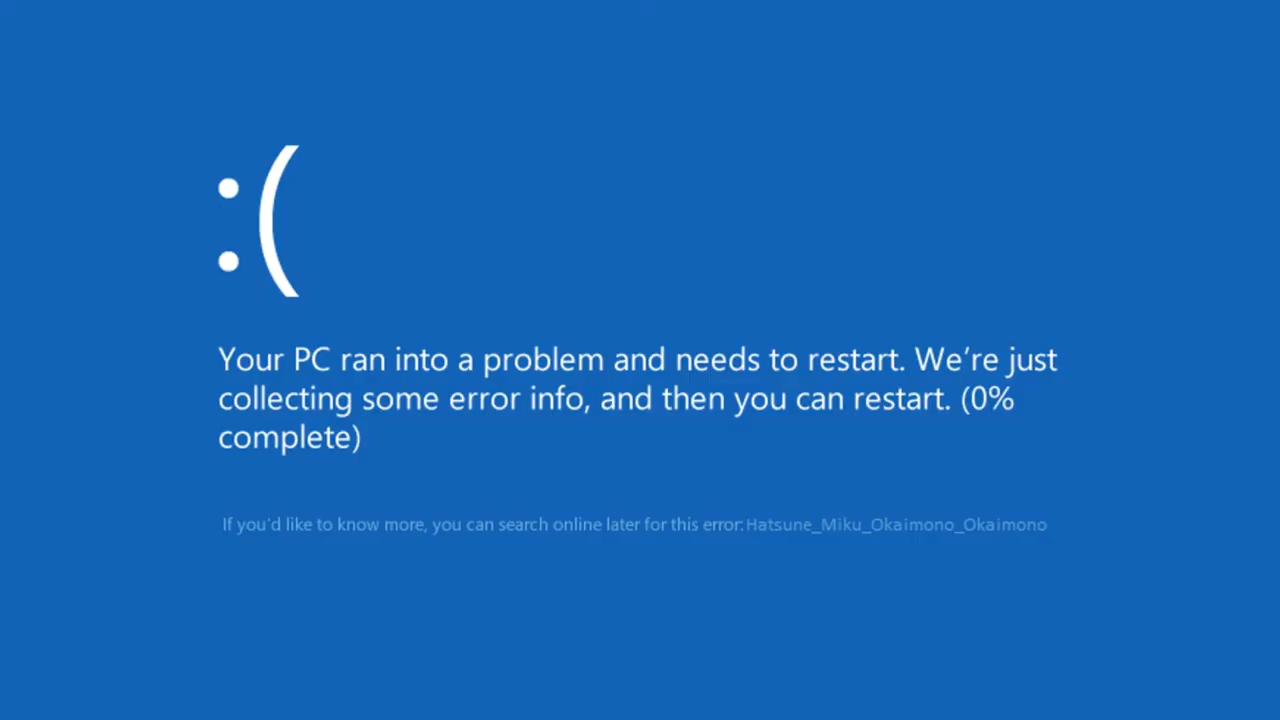 :(
Your PC ran into a problem and needs to restart. We're just
collecting some error info, and then you can restart. (0%
complete)
If you'd like to know more, you can search online later for this error: Hatsune_Miku_Okaimono_Okaimono